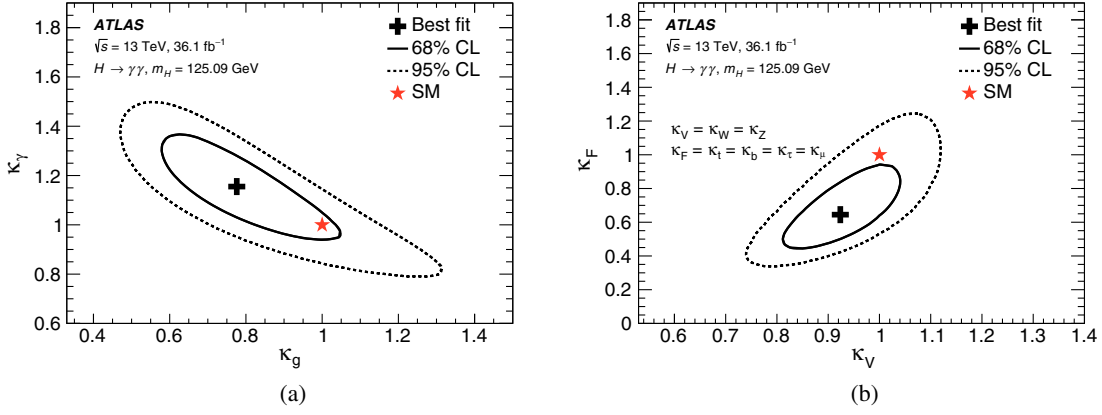 ATLAS
√s = 13 TeV, 36.1 fb⁻¹
H → γγ, m_H = 125.09 GeV
Best fit
68% CL
95% CL
SM
κ_γ
1.8
1.6
1.4
1.2
1
0.8
0.6
0.4 0.6 0.8 1 1.2 1.4
κ_g
(a)
ATLAS
√s = 13 TeV, 36.1 fb⁻¹
H → γγ, m_H = 125.09 GeV
Best fit
68% CL
95% CL
SM
κ_V = κ_W = κ_Z
κ_F = κ_t = κ_b = κ_τ = κ_μ
κ_F
1.8
1.6
1.4
1.2
1
0.8
0.6
0.4
0.2
0
0.6 0.7 0.8 0.9 1 1.1 1.2 1.3 1.4
κ_V
(b)